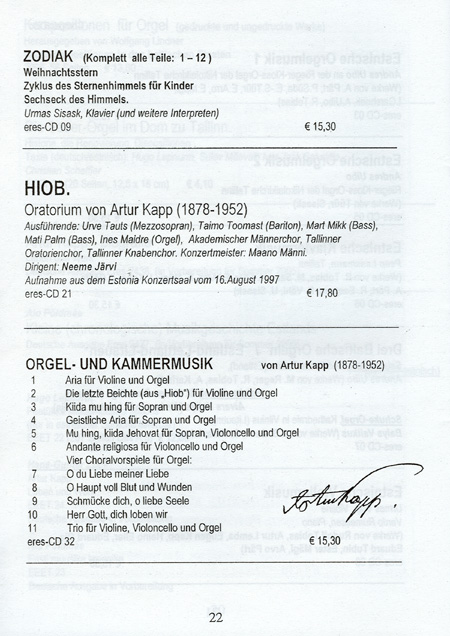 ZODIAK (Komplett alle Teile: 1 – 12 )
Weihnachtsstern
Zyklus des Sternenhimmels für Kinder
Sechseck des Himmels.
Urmas Sisask, Klavier (und weitere Interpreten)
eres-CD 09 € 15,30
HIOB.
Oratorium von Artur Kapp (1878-1952)
Ausführende: Urve Tauts (Mezzosopran), Taimo Toomast (Bariton), Mart Mikk (Bass),
Mati Palm (Bass), Ines Maidre (Orgel), Akademischer Männerchor, Tallinner
Oratorienchor, Tallinner Knabenchor. Konzertmeister: Maano Männi.
Dirigent: Neeme Järvi
Aufnahme aus dem Estonia Konzertsaal vom 16.August 1997
eres-CD 21 € 17,80
ORGEL- UND KAMMERMUSIK von Artur Kapp (1878-1952)
1 Aria für Violine und Orgel
2 Die letzte Beichte (aus „Hiob“) für Violine und Orgel
3 Kiida mu hing für Sopran und Orgel
4 Geistliche Aria für Sopran und Orgel
5 Mu hing, kiida Jehovat für Sopran, Violoncello und Orgel
6 Andante religiosa für Violoncello und Orgel
Vier Choralvorspiele für Orgel:
7 O du Liebe meiner Liebe
8 O Haupt voll Blut und Wunden
9 Schmücke dich, o liebe Seele
10 Herr Gott, dich loben wir
11 Trio für Violine, Violoncello und Orgel
eres-CD 32 € 15,30
22